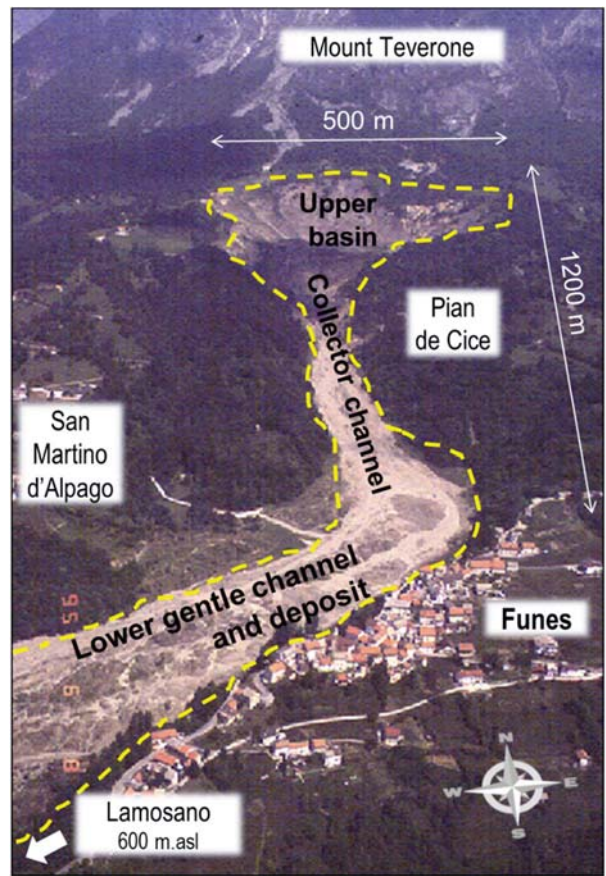 Mount Teverone
500 m
Upper
basin
1200 m
Collector channel
Pian
de Cice
San
Martino
d'Alpago
Lower gentle channel
and deposit
Funes
N
W
E
S
Lamosano
600 m.asl